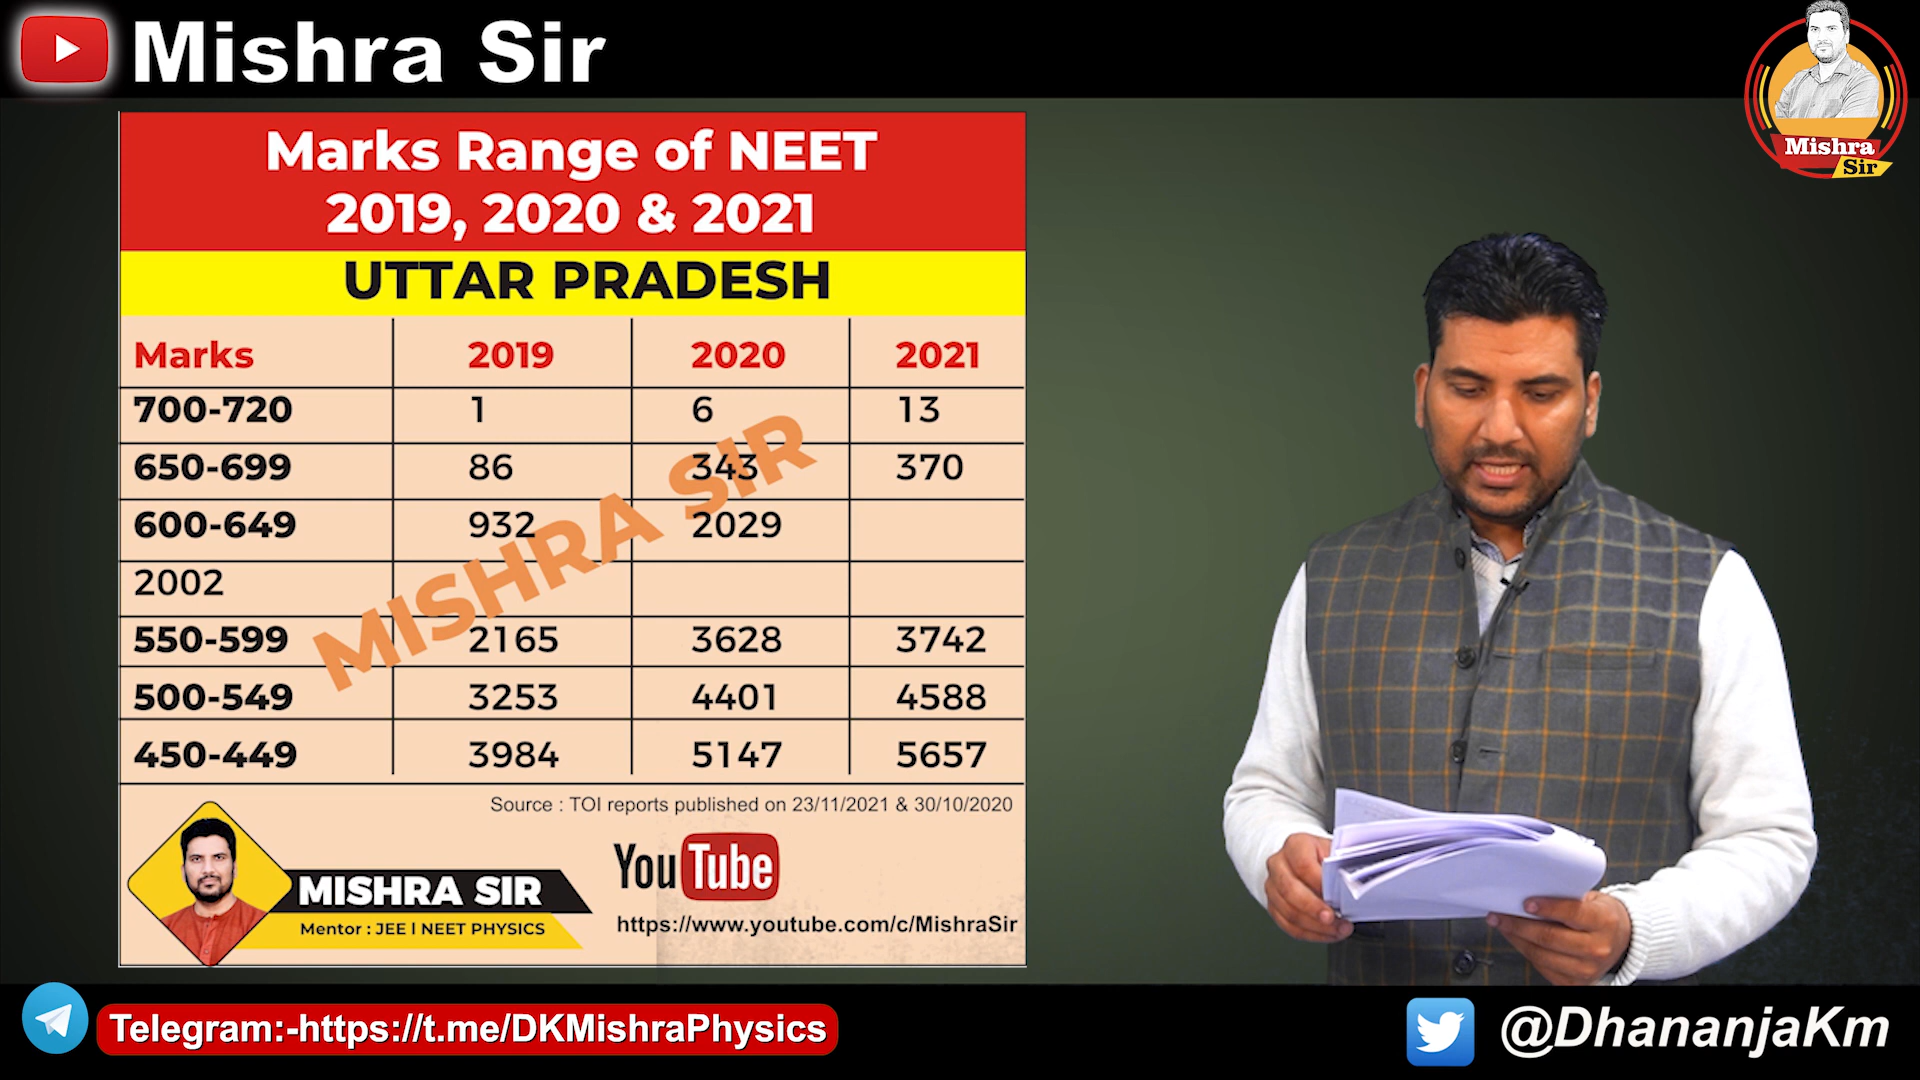 Mishra Sir
Mishra
Sir
Marks Range of NEET
2019, 2020 & 2021
UTTAR PRADESH
Marks 2019 2020 2021
700-720 1 6 13
650-699 86 343 370
600-649 932 2029
2002
550-599 2165 3628 3742
500-549 3253 4401 4588
450-449 3984 5147 5657
MISHRA SIR
Source : TOI reports published on 23/11/2021 & 30/10/2020
MISHRA SIR
Mentor : JEE I NEET PHYSICS
YouTube
https://www.youtube.com/c/MishraSir
Telegram:-https://t.me/DKMishraPhysics
@DhananjaKm